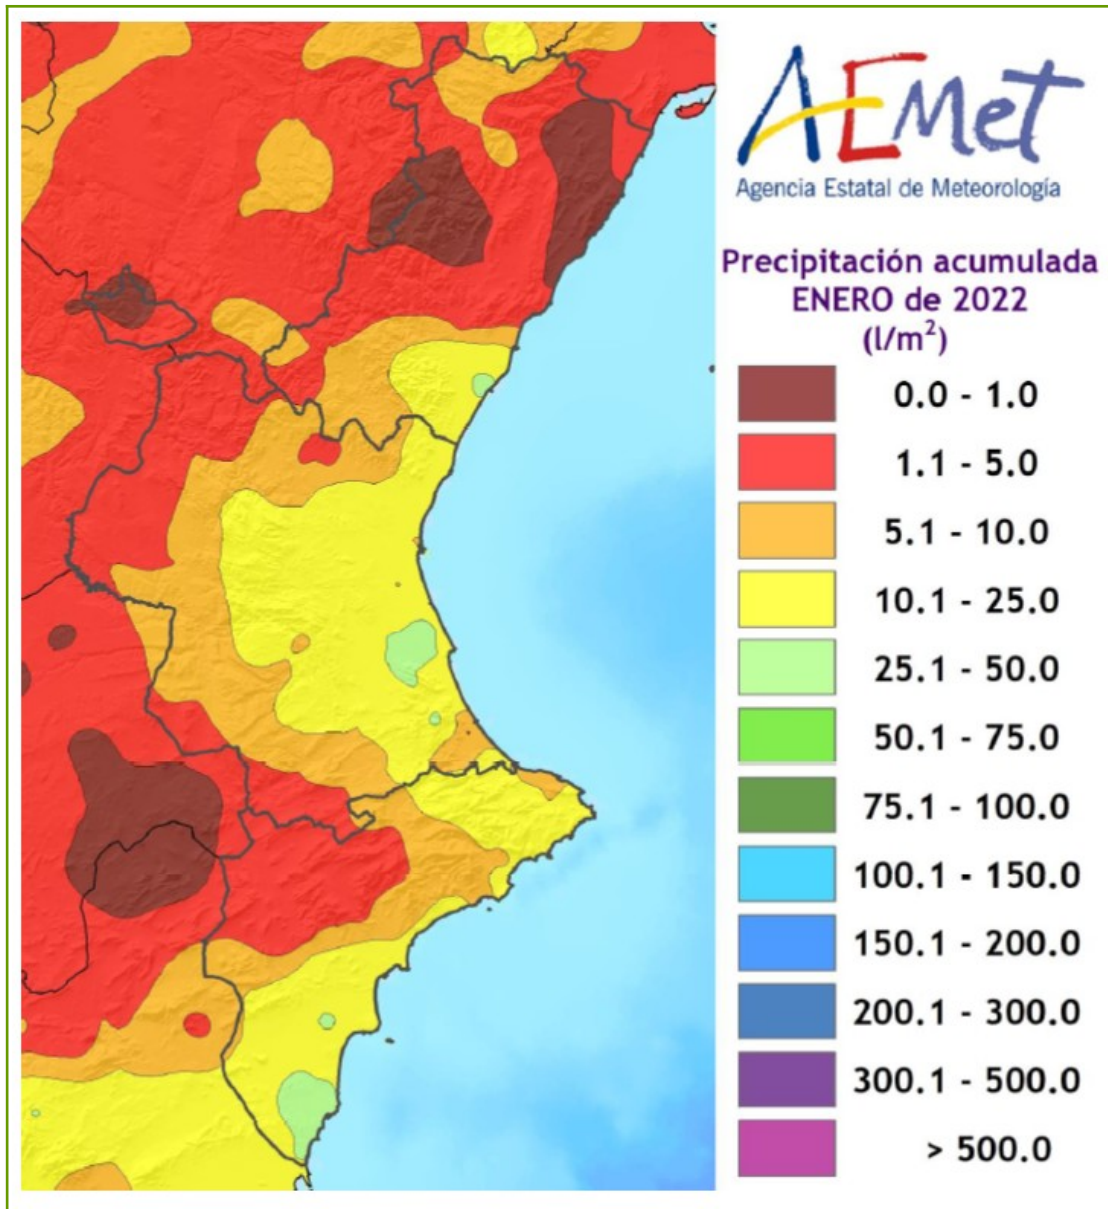 AEMet
Agencia Estatal de Meteorología
Precipitación acumulada
ENERO de 2022
(l/m²)
0.0 - 1.0
1.1 - 5.0
5.1 - 10.0
10.1 - 25.0
25.1 - 50.0
50.1 - 75.0
75.1 - 100.0
100.1 - 150.0
150.1 - 200.0
200.1 - 300.0
300.1 - 500.0
> 500.0